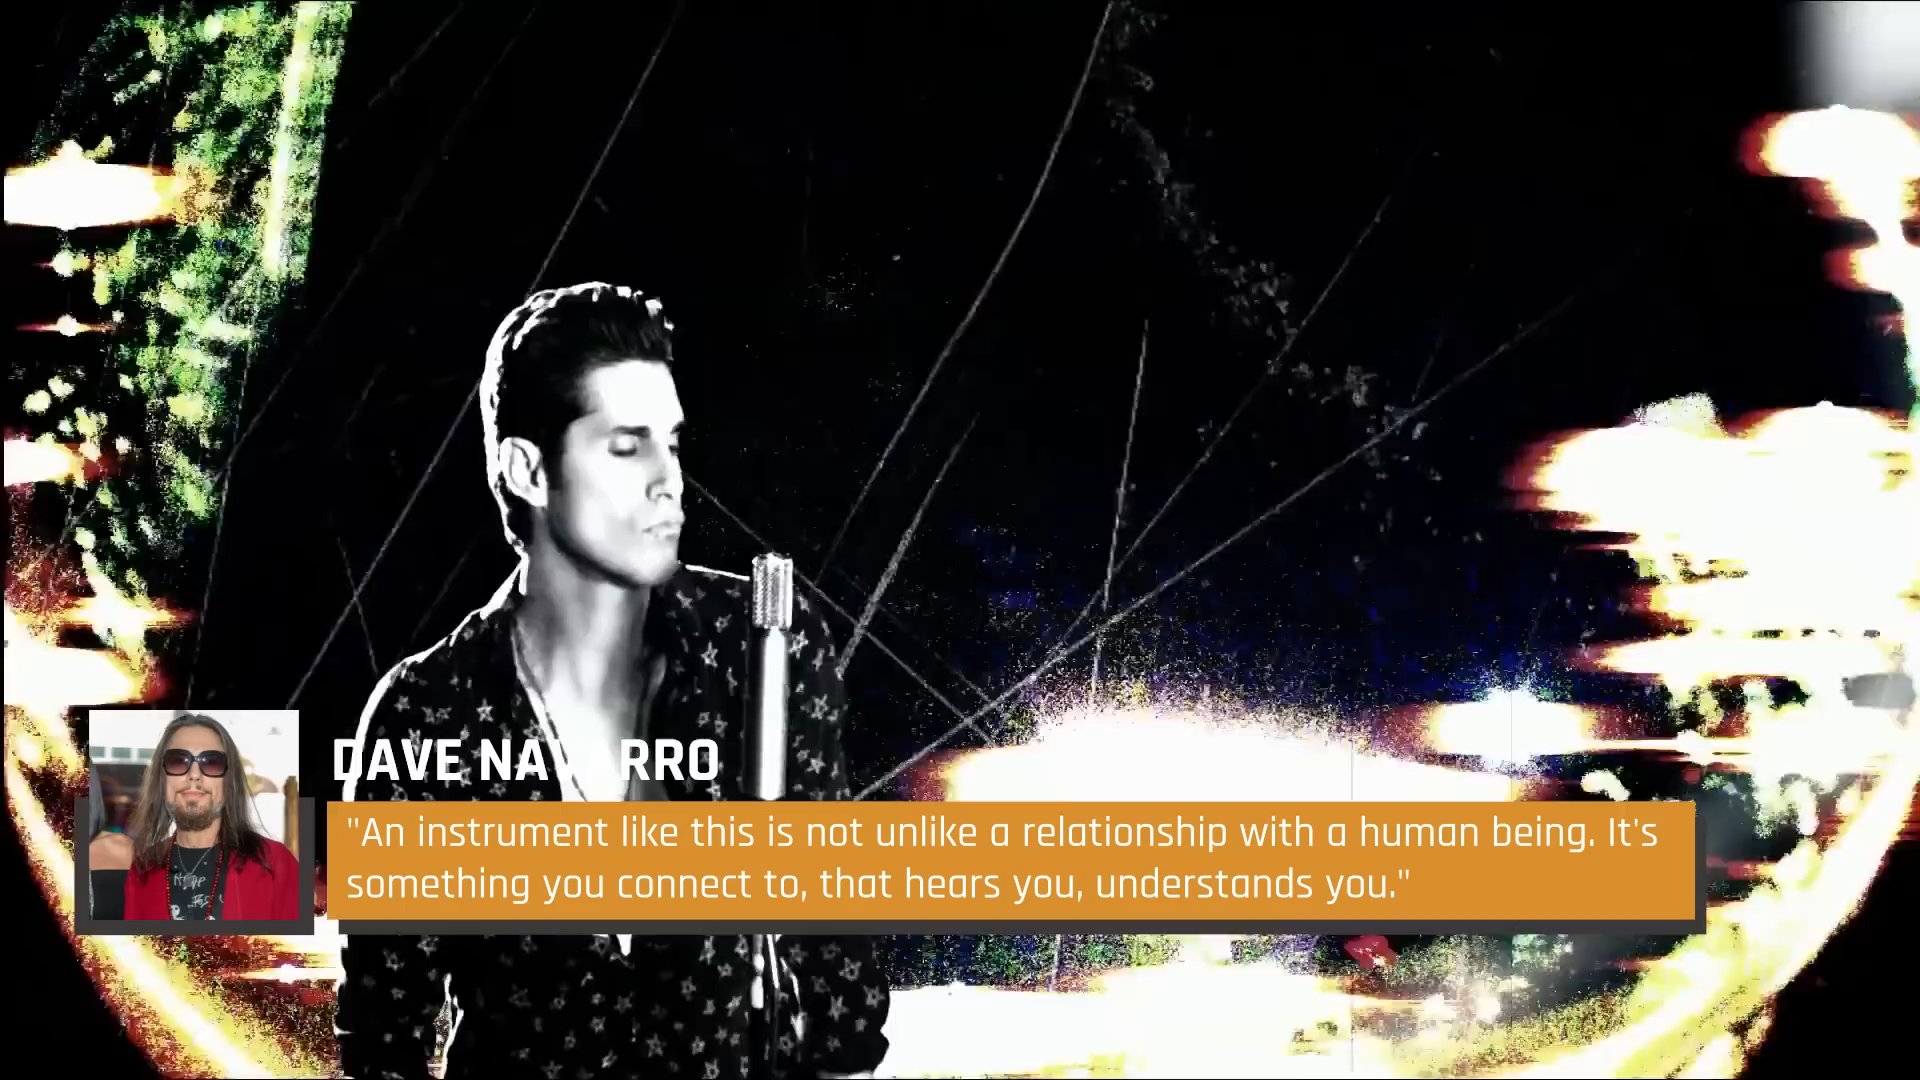 DAVE NAVARRO
"An instrument like this is not unlike a relationship with a human being. It's
something you connect to, that hears you, understands you."